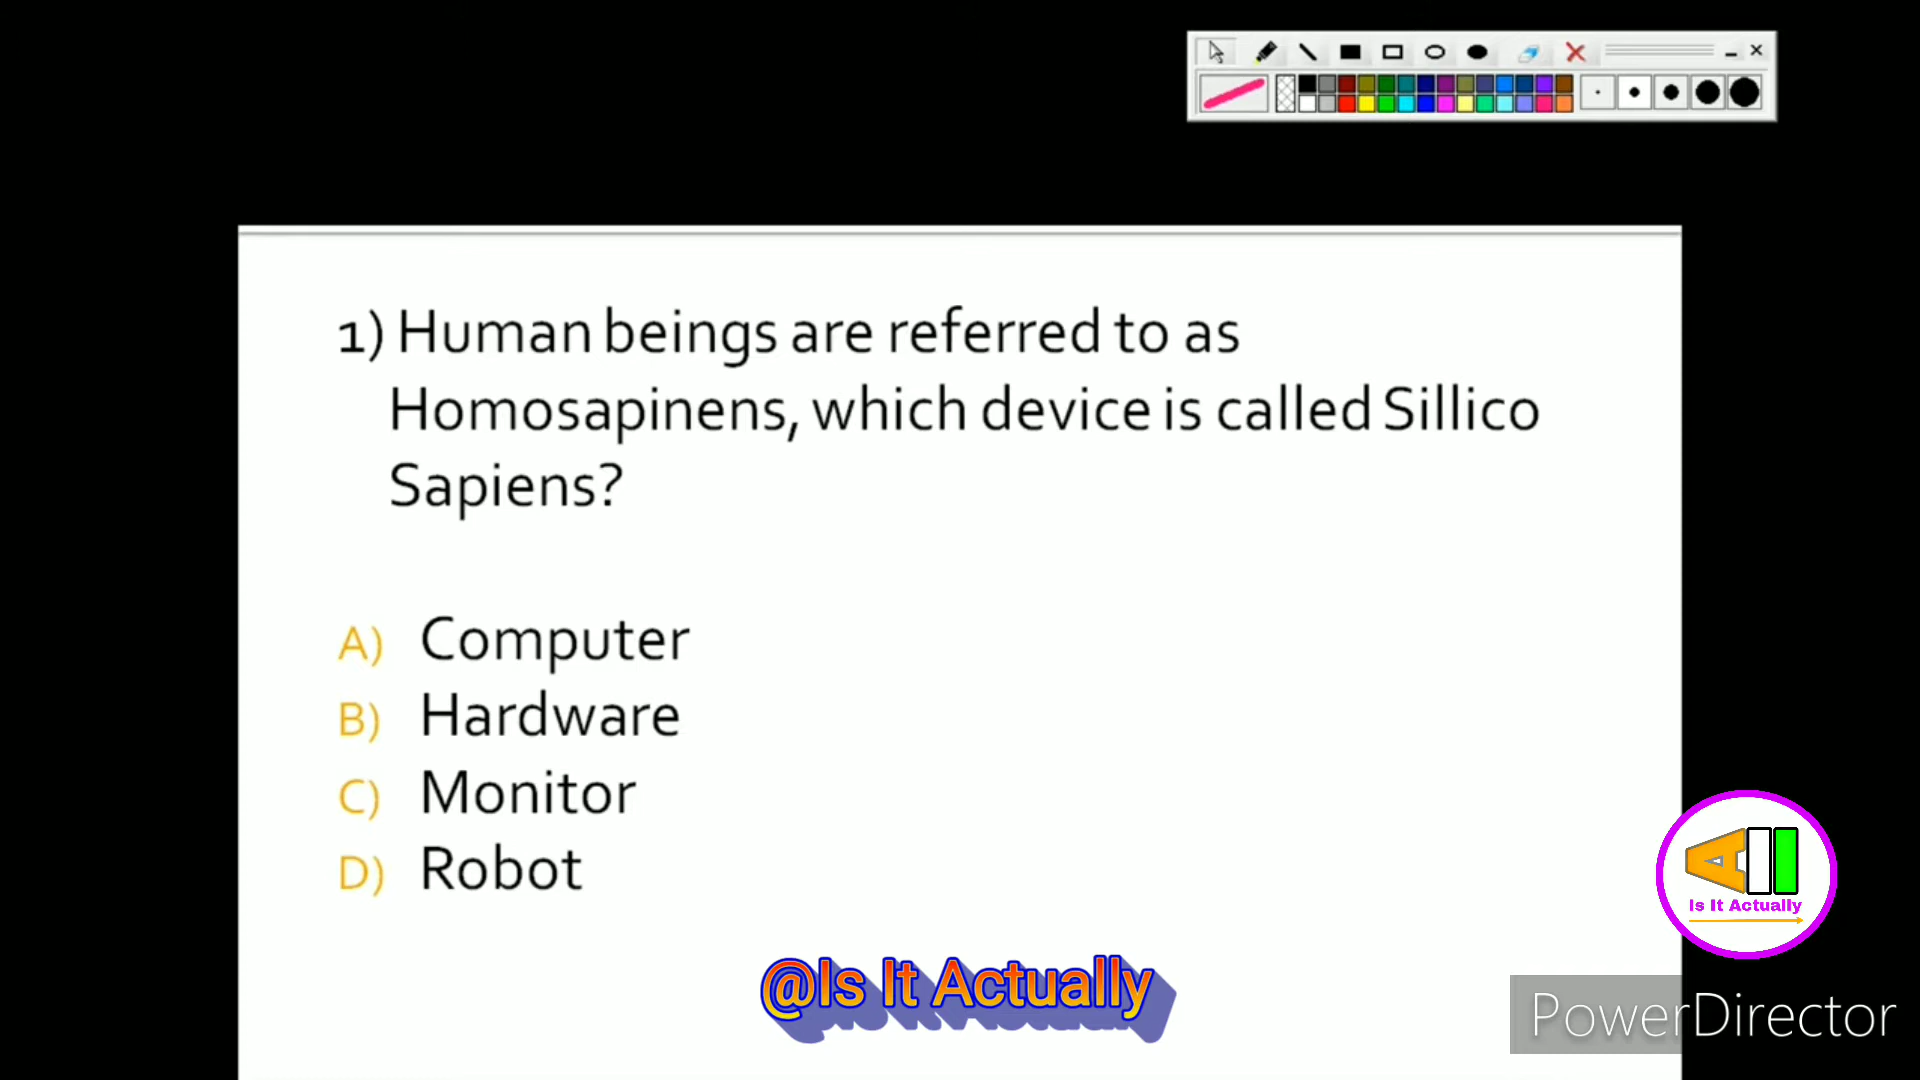 1) Human beings are referred to as
Homosapinens, which device is called Sillico
Sapiens?
A) Computer
B) Hardware
C) Monitor
D) Robot
@Is It Actually
AII
Is It Actually
PowerDirector